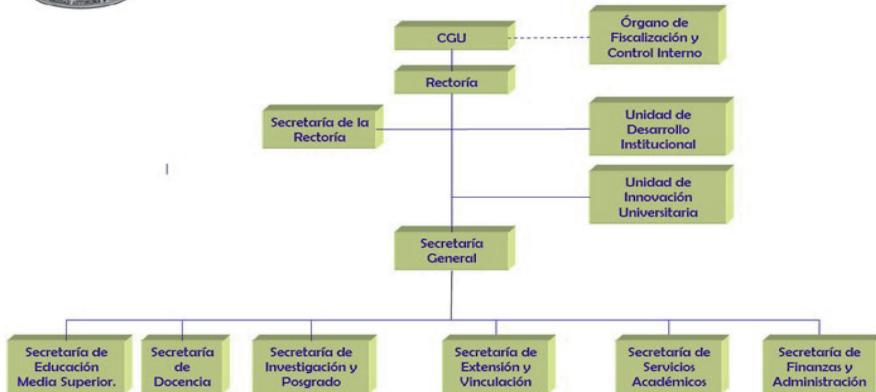 CGU
Órgano de
Fiscalización y
Control Interno
Rectoría
Secretaría de la
Rectoría
Unidad de
Desarrollo
Institucional
Unidad de
Innovación
Universitaria
Secretaría
General
Secretaría de
Educación
Media Superior.
Secretaría
de
Docencia
Secretaría de
Investigación y
Posgrado
Secretaría de
Extensión y
Vinculación
Secretaría de
Servicios
Académicos
Secretaría de
Finanzas y
Administración